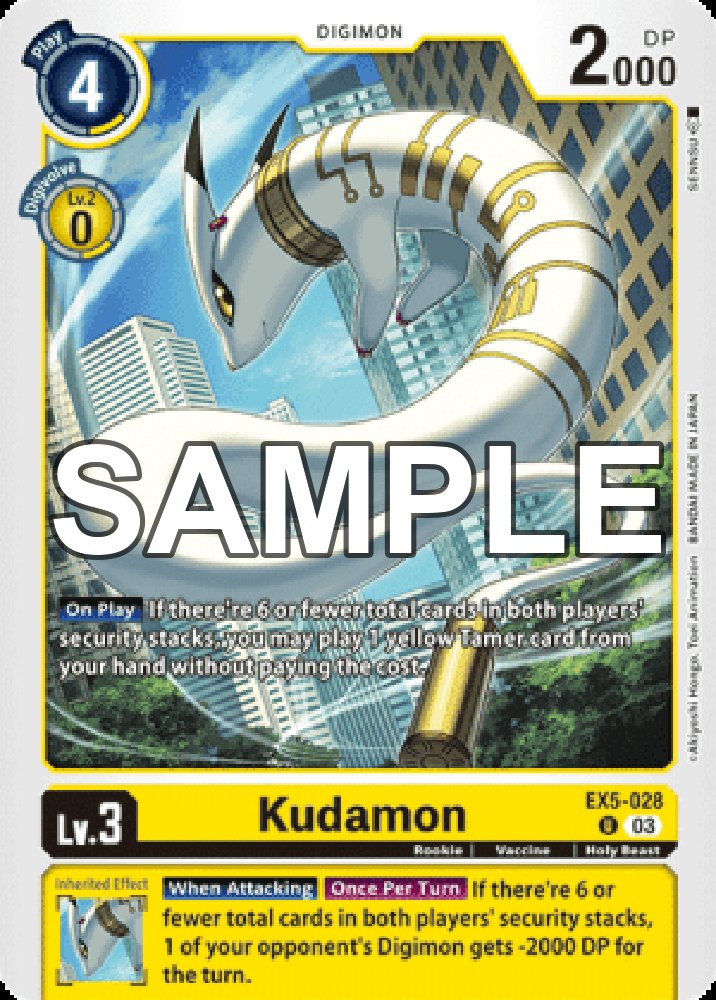 DIGIMON
Play
4
DP
2000
Digivolve
Lv.2
0
SENNSU
BANDAI MADE IN JAPAN
©Akiyoshi Hongo, Toei Animation
SAMPLE
On Play If there're 6 or fewer total cards in both players'
security stacks, you may play 1 yellow Tamer card from
your hand without paying the cost.
Lv.3
Kudamon
EX5-028
U 03
Rookie | Vaccine | Holy Beast
Inherited Effect
When Attacking Once Per Turn If there're 6 or
fewer total cards in both players' security stacks,
1 of your opponent's Digimon gets -2000 DP for
the turn.